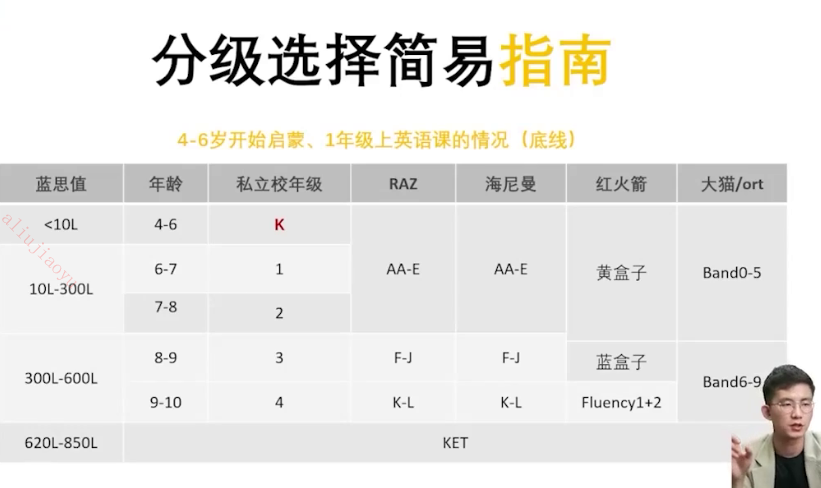 分级选择简易指南
4-6岁开始启蒙、1年级上英语课的情况（底线）
蓝思值 年龄 私立校年级 RAZ 海尼曼 红火箭 大猫/ort
<10L 4-6 K AA-E AA-E 黄盒子 Band0-5
10L-300L 6-7 1
7-8 2
300L-600L 8-9 3 F-J F-J 蓝盒子 Band6-9
9-10 4 K-L K-L Fluency1+2
620L-850L KET
aliujiaoyu